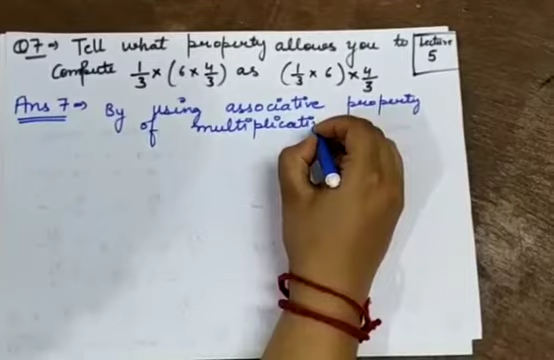 Q7⇒ Tell what property allows you to
Compute 1/3 × (6 × 4/3) as (1/3 × 6) × 4/3
Lecture
5
Ans 7⇒ By using associative property
of multiplicati